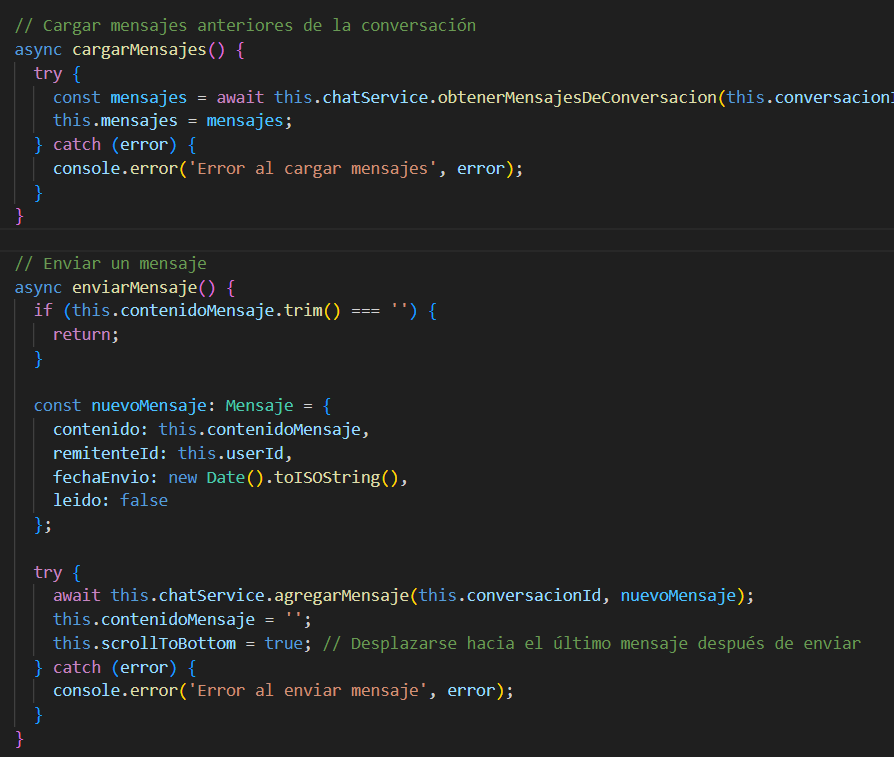 // Cargar mensajes anteriores de la conversación
async cargarMensajes() {
try {
const mensajes = await this.chatService.obtenerMensajesDeConversacion(this.conversacionI
this.mensajes = mensajes;
} catch (error) {
console.error('Error al cargar mensajes', error);
}
}
// Enviar un mensaje
async enviarMensaje() {
if (this.contenidoMensaje.trim() === '') {
return;
}
const nuevoMensaje: Mensaje = {
contenido: this.contenidoMensaje,
remitenteId: this.userId,
fechaEnvio: new Date().toISOString(),
leido: false
};
try {
await this.chatService.agregarMensaje(this.conversacionId, nuevoMensaje);
this.contenidoMensaje = '';
this.scrollToBottom = true; // Desplazarse hacia el último mensaje después de enviar
} catch (error) {
console.error('Error al enviar mensaje', error);
}
}